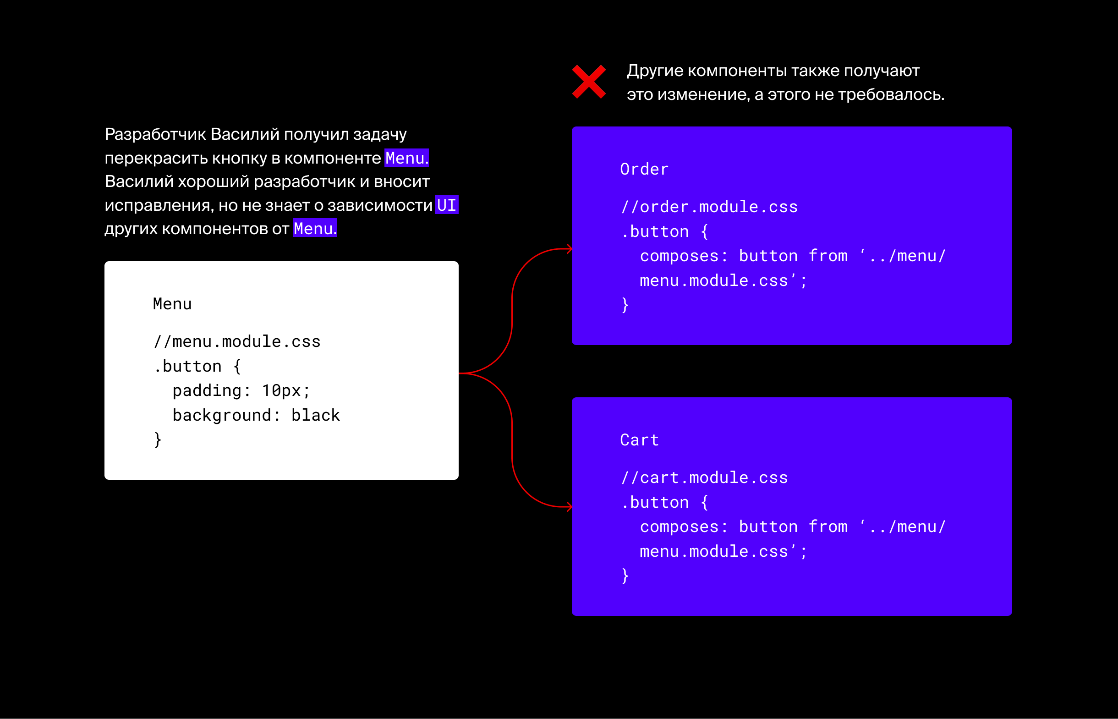 Разработчик Василий получил задачу
перекрасить кнопку в компоненте Menu.
Василий хороший разработчик и вносит
исправления, но не знает о зависимости UI
других компонентов от Menu.
Menu
//menu.module.css
.button {
padding: 10px;
background: black
}
Другие компоненты также получают
это изменение, а этого не требовалось.
Order
//order.module.css
.button {
composes: button from ‘../menu/
menu.module.css’;
}
Cart
//cart.module.css
.button {
composes: button from ‘../menu/
menu.module.css’;
}